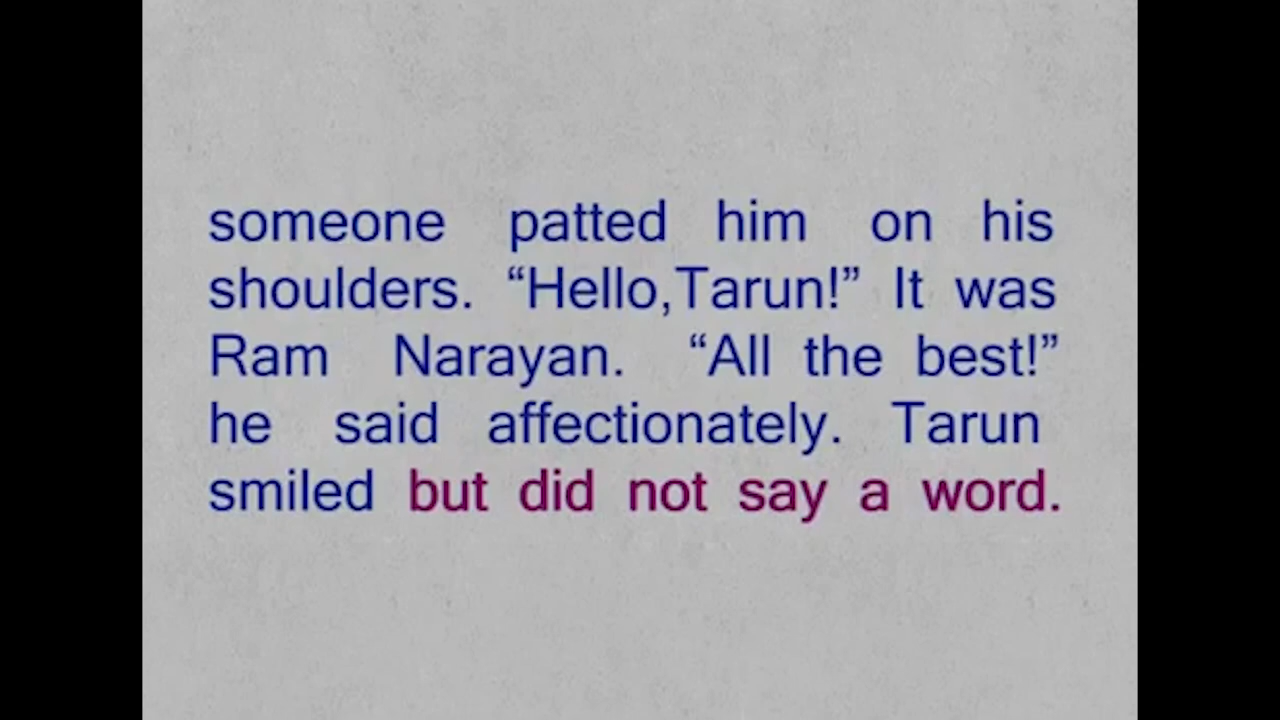 someone patted him on his
shoulders. “Hello,Tarun!” It was
Ram Narayan. “All the best!”
he said affectionately. Tarun
smiled but did not say a word.